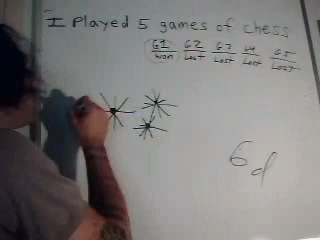 I Played 5 games of chess
G1 G2 G3 G4 G5
Won Lost Lost Lost Lost
6d